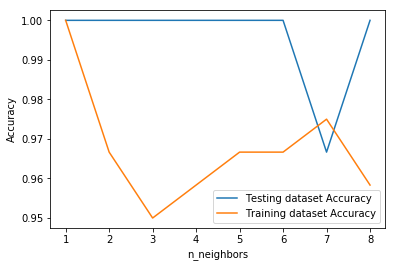 1.00
0.99
0.98
0.97
0.96
0.95
Accuracy
Testing dataset Accuracy
Training dataset Accuracy
1 2 3 4 5 6 7 8
n_neighbors